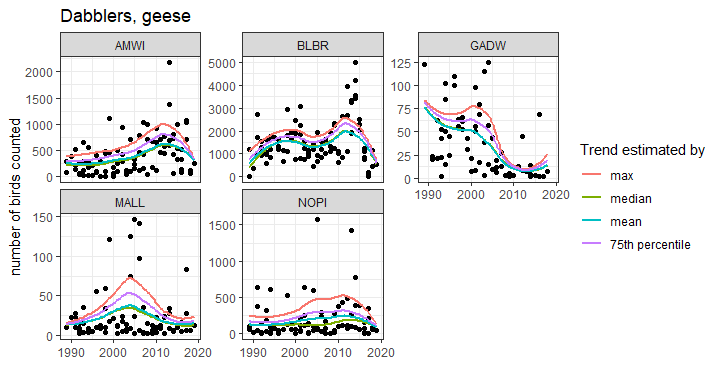 Dabblers, geese
AMWI
BLBR
GADW
2000
1500
1000
500
0
5000
4000
3000
2000
1000
0
125
100
75
50
25
0
1990 2000 2010 2020
MALL
NOPI
150
100
50
0
1500
1000
500
0
1990 2000 2010 2020
1990 2000 2010 2020
number of birds counted
Trend estimated by
max
median
mean
75th percentile